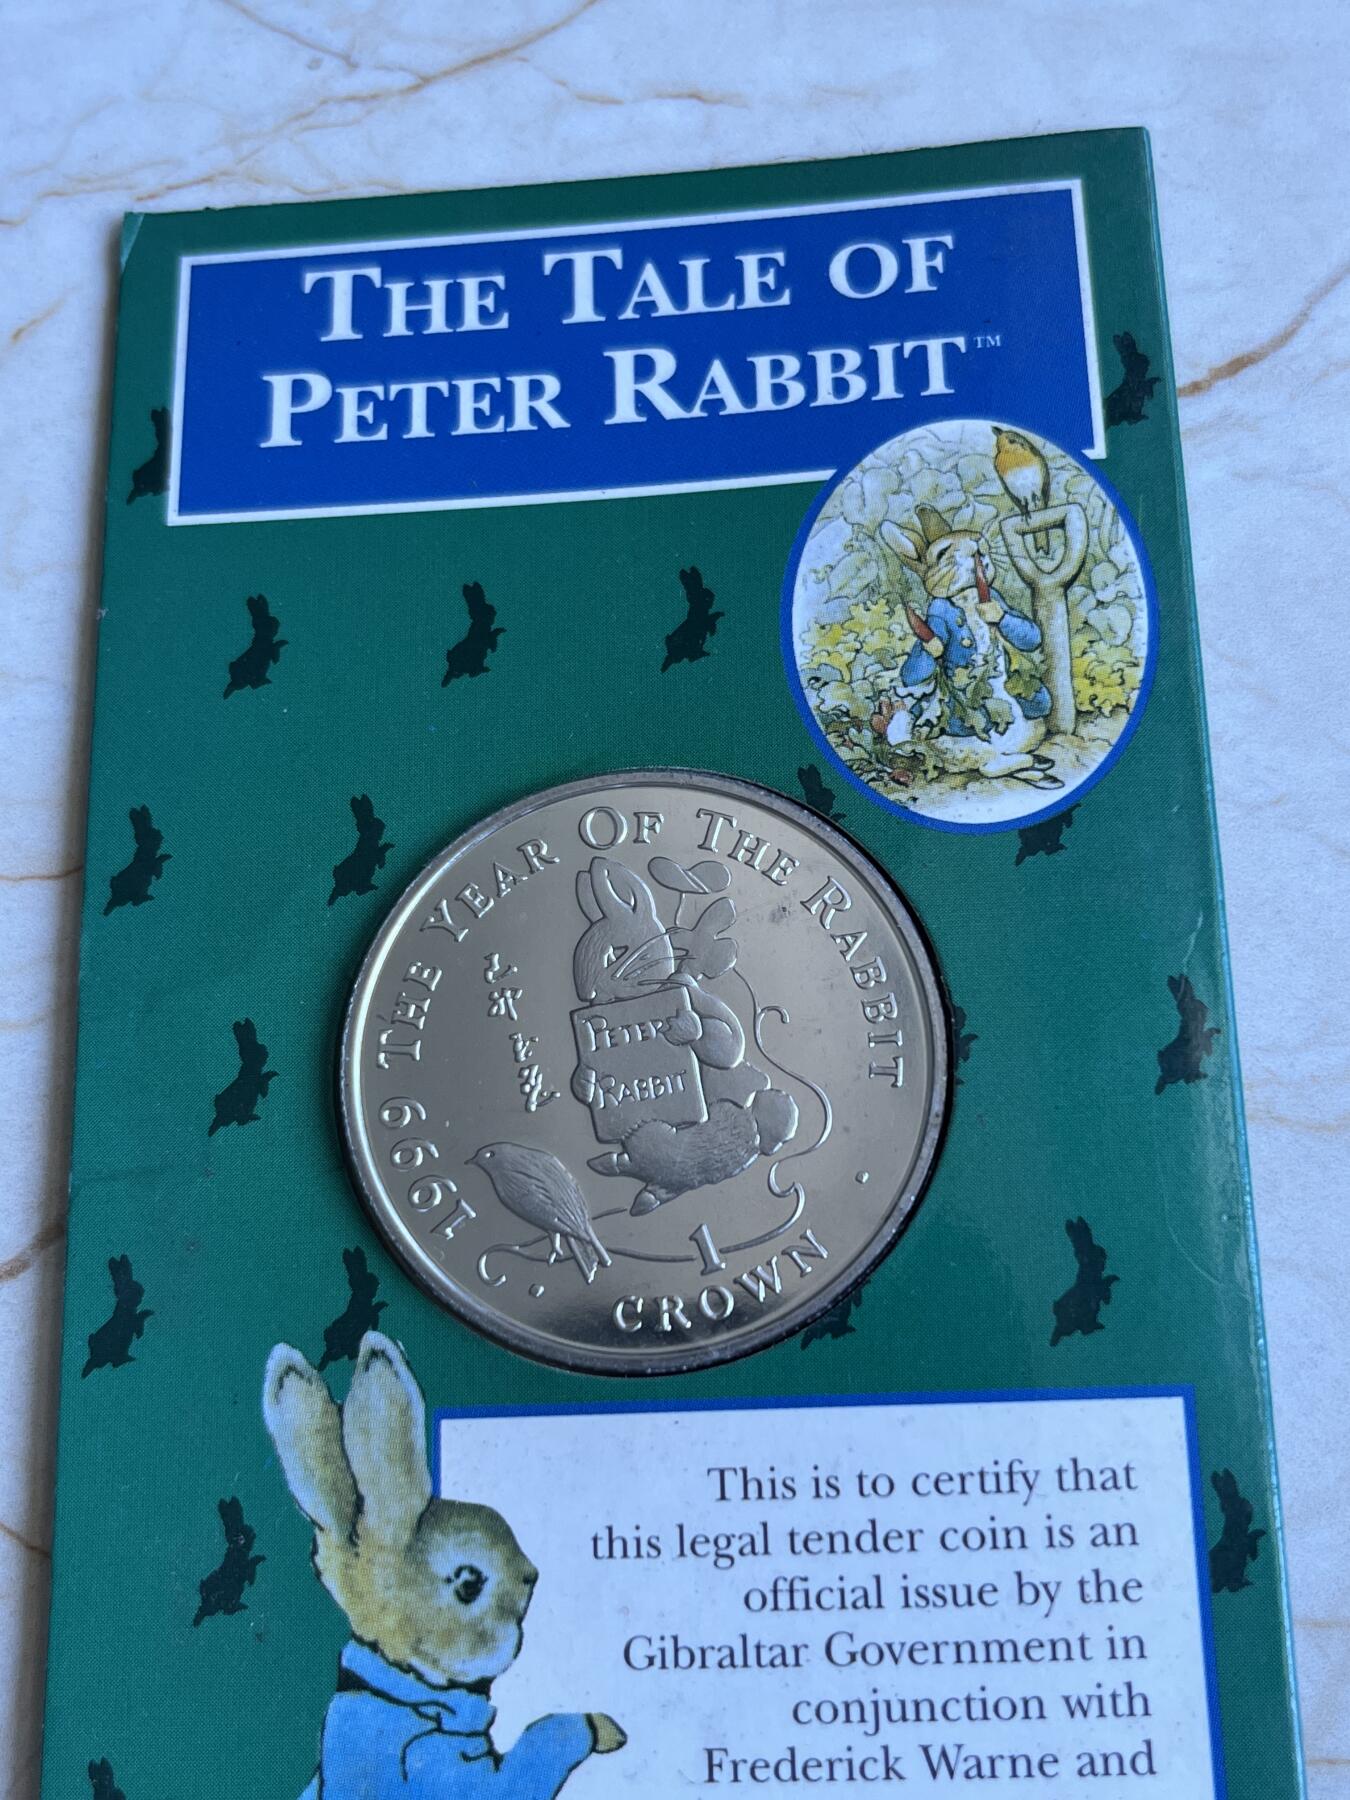 THE TALE OF
PETER RABBIT™
1999 THE YEAR OF THE RABBIT
PETER
RABBIT
1
CROWN
This is to certify that
this legal tender coin is an
official issue by the
Gibraltar Government in
conjunction with
Frederick Warne and